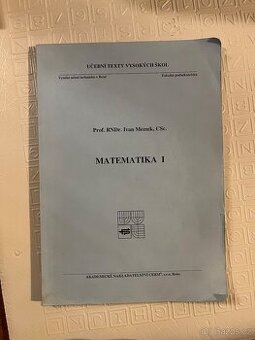 UČEBNÍ TEXTY VYSOKÝCH ŠKOL
Vysoké učení technické v Brně
Fakulta podnikatelská
Prof. RNDr. Ivan Mezník, CSc.
MATEMATIKA I
AKADEMICKÉ NAKLADATELSTVÍ CERM, s.r.o. Brno